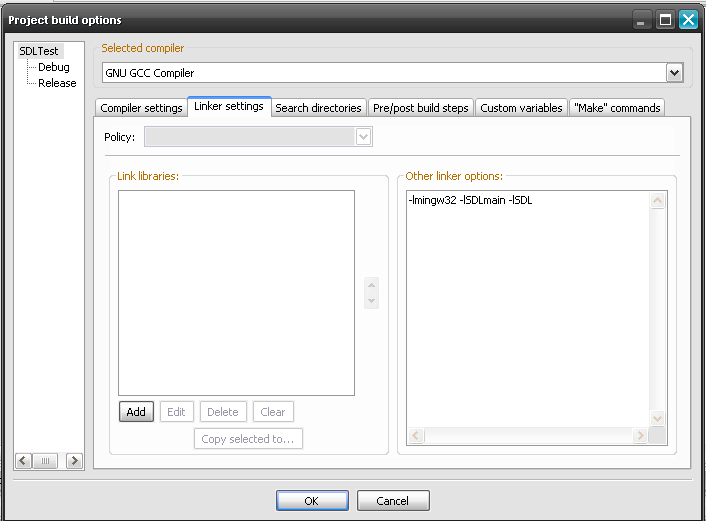 Project build options
SDLTest
Debug
Release
Selected compiler
GNU GCC Compiler
Compiler settings Linker settings Search directories Pre/post build steps Custom variables "Make" commands
Policy:
Link libraries:
Other linker options:
-lmingw32 -lSDLmain -lSDL
Add Edit Delete Clear
Copy selected to...
OK Cancel